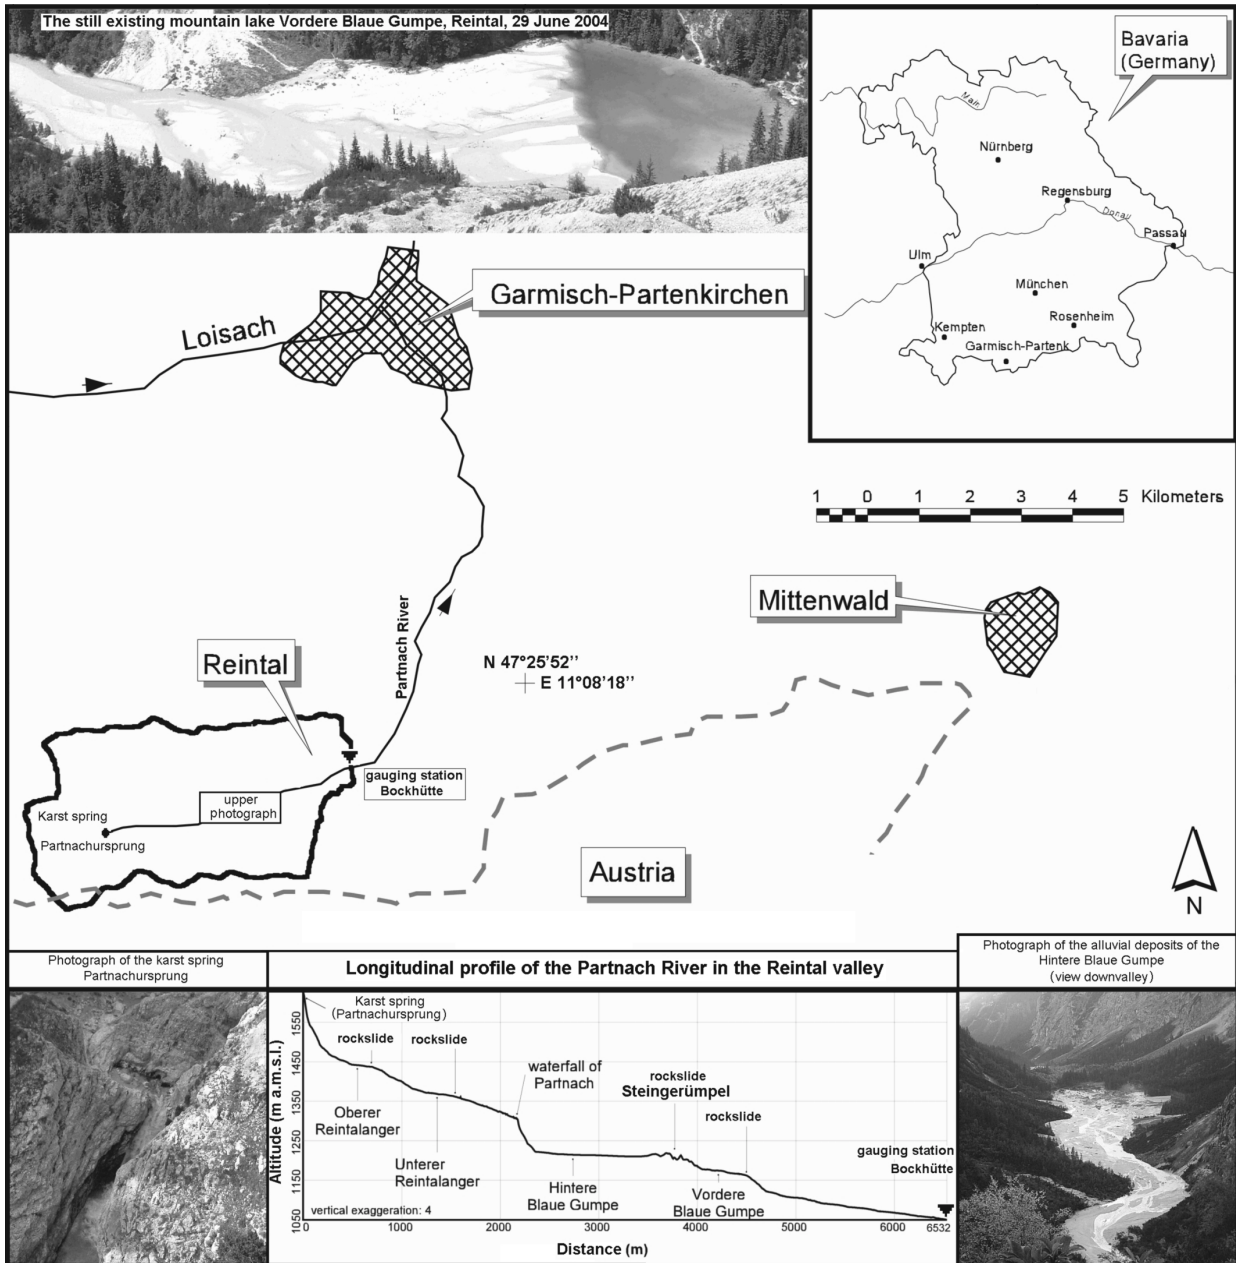 The still existing mountain lake Vordere Blaue Gumpe, Reintal, 29 June 2004
Bavaria
(Germany)
Main
Nürnberg
Regensburg
Donau
Passau
Ulm
München
Rosenheim
Kempten
Garmisch-Partenk
Garmisch-Partenkirchen
Loisach
1 0 1 2 3 4 5 Kilometers
Mittenwald
Partnach River
N 47°25'52''
E 11°08'18''
Reintal
gauging station
Bockhütte
upper
photograph
Karst spring
Partnachursprung
Austria
N
Photograph of the karst spring
Partnachursprung
Longitudinal profile of the Partnach River in the Reintal valley
Photograph of the alluvial deposits of the
Hintere Blaue Gumpe
(view downvalley)
Altitude (m a.m.s.l.)
1550
1450
1350
1250
1150
1050
Karst spring
(Partnachursprung)
rockslide
rockslide
waterfall of
Partnach
rockslide
Steingerümpel
rockslide
Oberer
Reintalanger
Unterer
Reintalanger
Hintere
Blaue Gumpe
Vordere
Blaue Gumpe
gauging station
Bockhütte
vertical exaggeration: 4
0 1000 2000 3000 4000 5000 6000 6532
Distance (m)